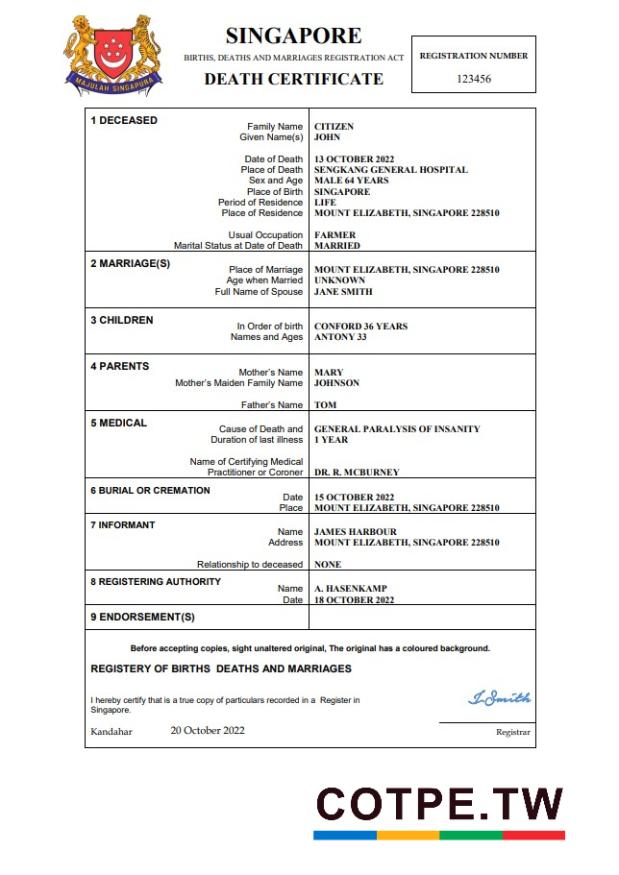 SINGAPORE
BIRTHS, DEATHS AND MARRIAGES REGISTRATION ACT
DEATH CERTIFICATE
REGISTRATION NUMBER
123456
MAJULAH SINGAPURA
1 DECEASED
Family Name CITIZEN
Given Name(s) JOHN
Date of Death 13 OCTOBER 2022
Place of Death SENGKANG GENERAL HOSPITAL
Sex and Age MALE 64 YEARS
Place of Birth SINGAPORE
Period of Residence LIFE
Place of Residence MOUNT ELIZABETH, SINGAPORE 228510
Usual Occupation FARMER
Marital Status at Date of Death MARRIED
2 MARRIAGE(S)
Place of Marriage MOUNT ELIZABETH, SINGAPORE 228510
Age when Married UNKNOWN
Full Name of Spouse JANE SMITH
3 CHILDREN
In Order of birth CONFORD 36 YEARS
Names and Ages ANTONY 33
4 PARENTS
Mother's Name MARY
Mother's Maiden Family Name JOHNSON
Father's Name TOM
5 MEDICAL
Cause of Death and GENERAL PARALYSIS OF INSANITY
Duration of last illness 1 YEAR
Name of Certifying Medical
Practitioner or Coroner DR. R. MCBURNEY
6 BURIAL OR CREMATION
Date 15 OCTOBER 2022
Place MOUNT ELIZABETH, SINGAPORE 228510
7 INFORMANT
Name JAMES HARBOUR
Address MOUNT ELIZABETH, SINGAPORE 228510
Relationship to deceased NONE
8 REGISTERING AUTHORITY
Name A. HASENKAMP
Date 18 OCTOBER 2022
9 ENDORSEMENT(S)
Before accepting copies, sight unaltered original, The original has a coloured background.
REGISTERY OF BIRTHS DEATHS AND MARRIAGES
I hereby certify that is a true copy of particulars recorded in a Register in
Singapore.
J Smith
Kandahar 20 October 2022
Registrar
COTPE.TW